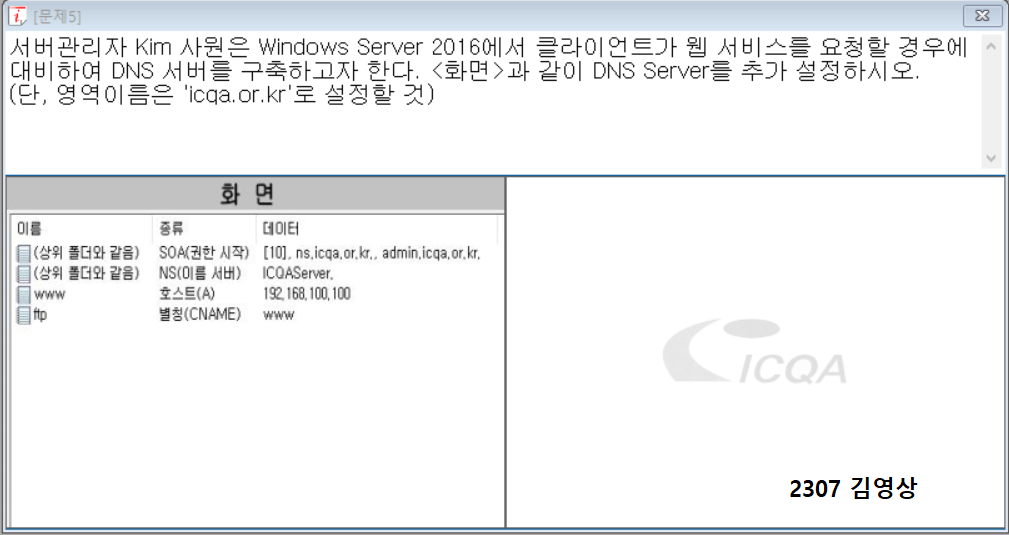 [문제5]
서버관리자 Kim 사원은 Windows Server 2016에서 클라이언트가 웹 서비스를 요청할 경우에
대비하여 DNS 서버를 구축하고자 한다. <화면>과 같이 DNS Server를 추가 설정하시오.
(단, 영역이름은 'icqa.or.kr'로 설정할 것)
화 면
이름 종류 데이터
(상위 폴더와 같음) SOA(권한 시작) [10], ns.icqa.or.kr., admin.icqa.or.kr.
(상위 폴더와 같음) NS(이름 서버) ICQAServer.
www 호스트(A) 192.168.100.100
ftp 별칭(CNAME) www
ICQA
2307 김영상